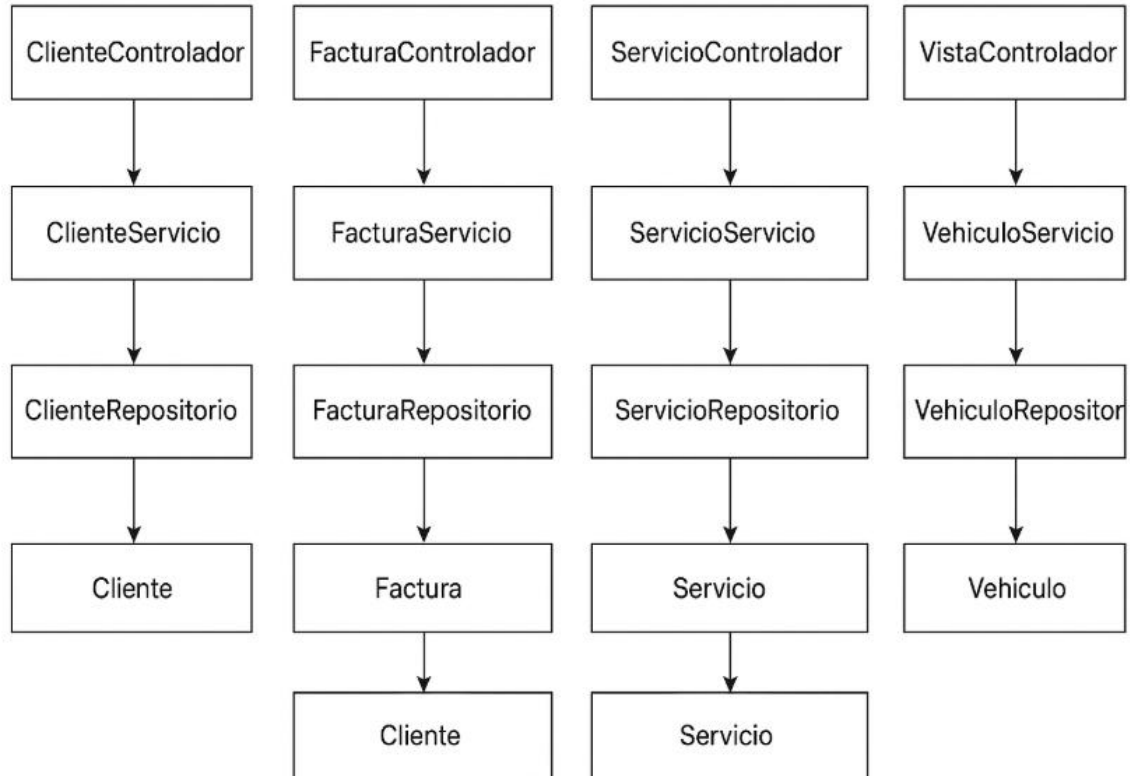 ClienteControlador
FacturaControlador
ServicioControlador
VistaControlador
ClienteServicio
FacturaServicio
ServicioServicio
VehiculoServicio
ClienteRepositorio
FacturaRepositorio
ServicioRepositorio
VehiculoRepositor
Cliente
Factura
Servicio
Vehiculo
Cliente
Servicio